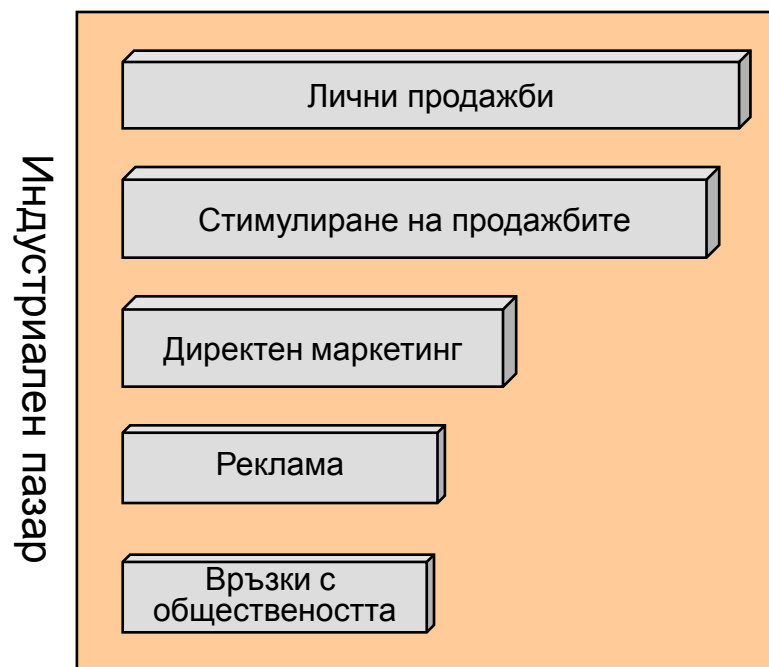 Индустриален пазар
Лични продажби
Стимулиране на продажбите
Директен маркетинг
Реклама
Връзки с
обществеността